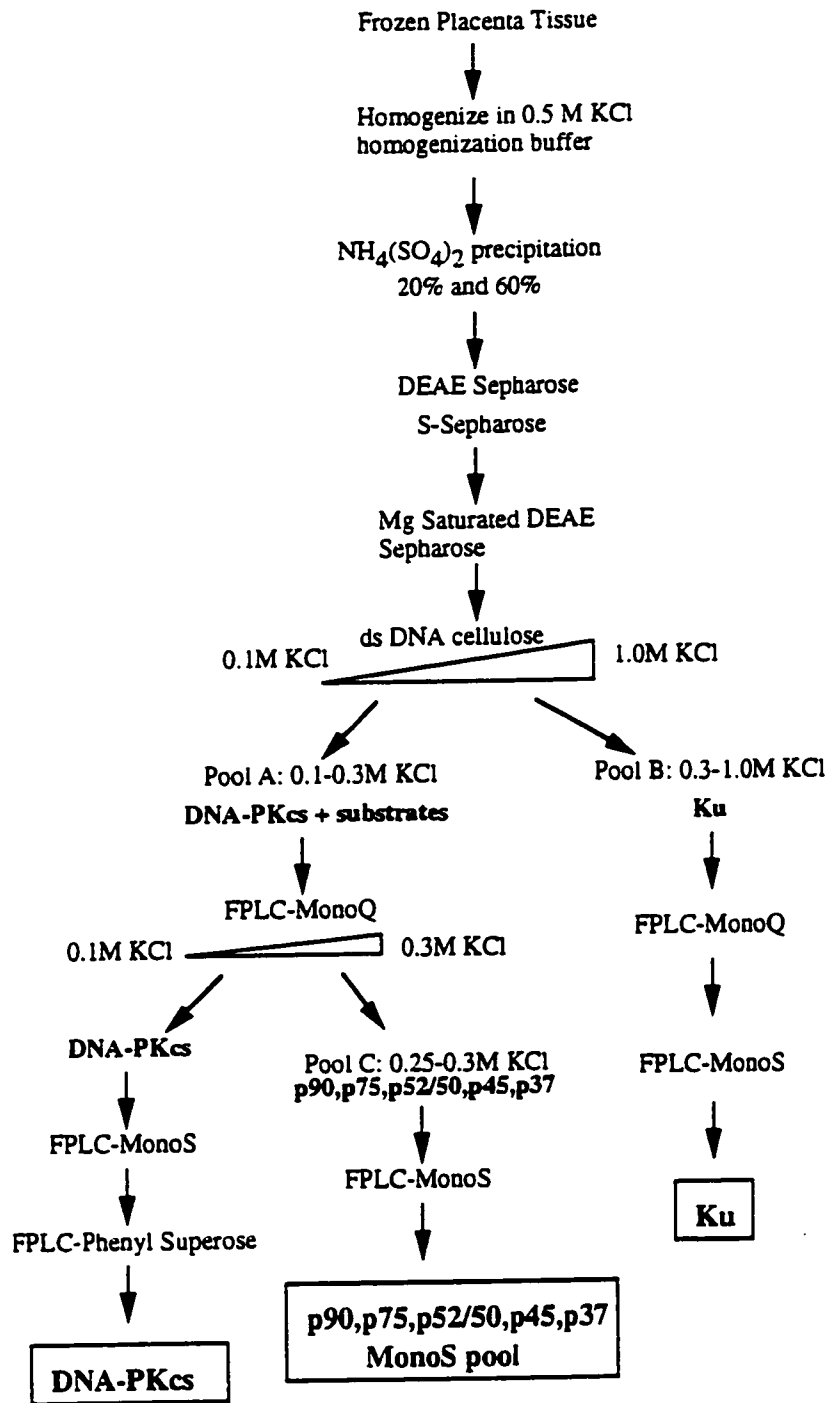 Frozen Placenta Tissue
Homogenize in 0.5 M KCl
homogenization buffer
NH4(SO4)2 precipitation
20% and 60%
DEAE Sepharose
S-Sepharose
Mg Saturated DEAE
Sepharose
ds DNA cellulose
0.1M KCl
1.0M KCl
Pool A: 0.1-0.3M KCl
DNA-PKcs + substrates
Pool B: 0.3-1.0M KCl
Ku
FPLC-MonoQ
0.1M KCl
0.3M KCl
FPLC-MonoQ
DNA-PKcs
Pool C: 0.25-0.3M KCl
p90,p75,p52/50,p45,p37
FPLC-MonoS
FPLC-MonoS
FPLC-MonoS
Ku
FPLC-Phenyl Superose
p90,p75,p52/50,p45,p37
MonoS pool
DNA-PKcs